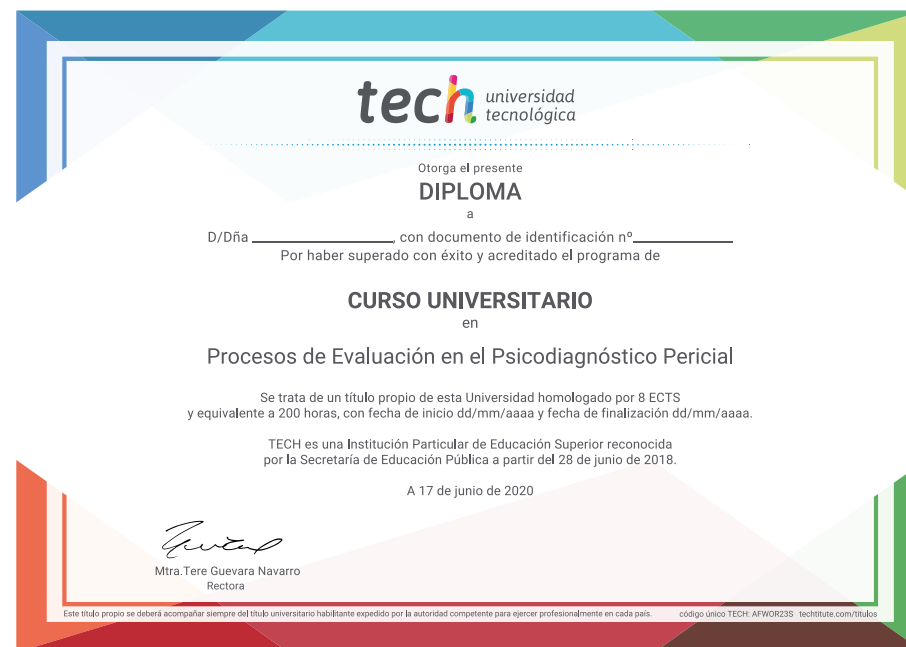 tech universidad
tecnológica
Otorga el presente
DIPLOMA
a
D/Dña ____________________, con documento de identificación nº______________
Por haber superado con éxito y acreditado el programa de
CURSO UNIVERSITARIO
en
Procesos de Evaluación en el Psicodiagnóstico Pericial
Se trata de un título propio de esta Universidad homologado por 8 ECTS
y equivalente a 200 horas, con fecha de inicio dd/mm/aaaa y fecha de finalización dd/mm/aaaa.
TECH es una Institución Particular de Educación Superior reconocida
por la Secretaría de Educación Pública a partir del 28 de junio de 2018.
A 17 de junio de 2020
Mtra.Tere Guevara Navarro
Rectora
Este título propio se deberá acompañar siempre del título universitario habilitante expedido por la autoridad competente para ejercer profesionalmente en cada país. código único TECH: AFWOR23S techtitute.com/titulos